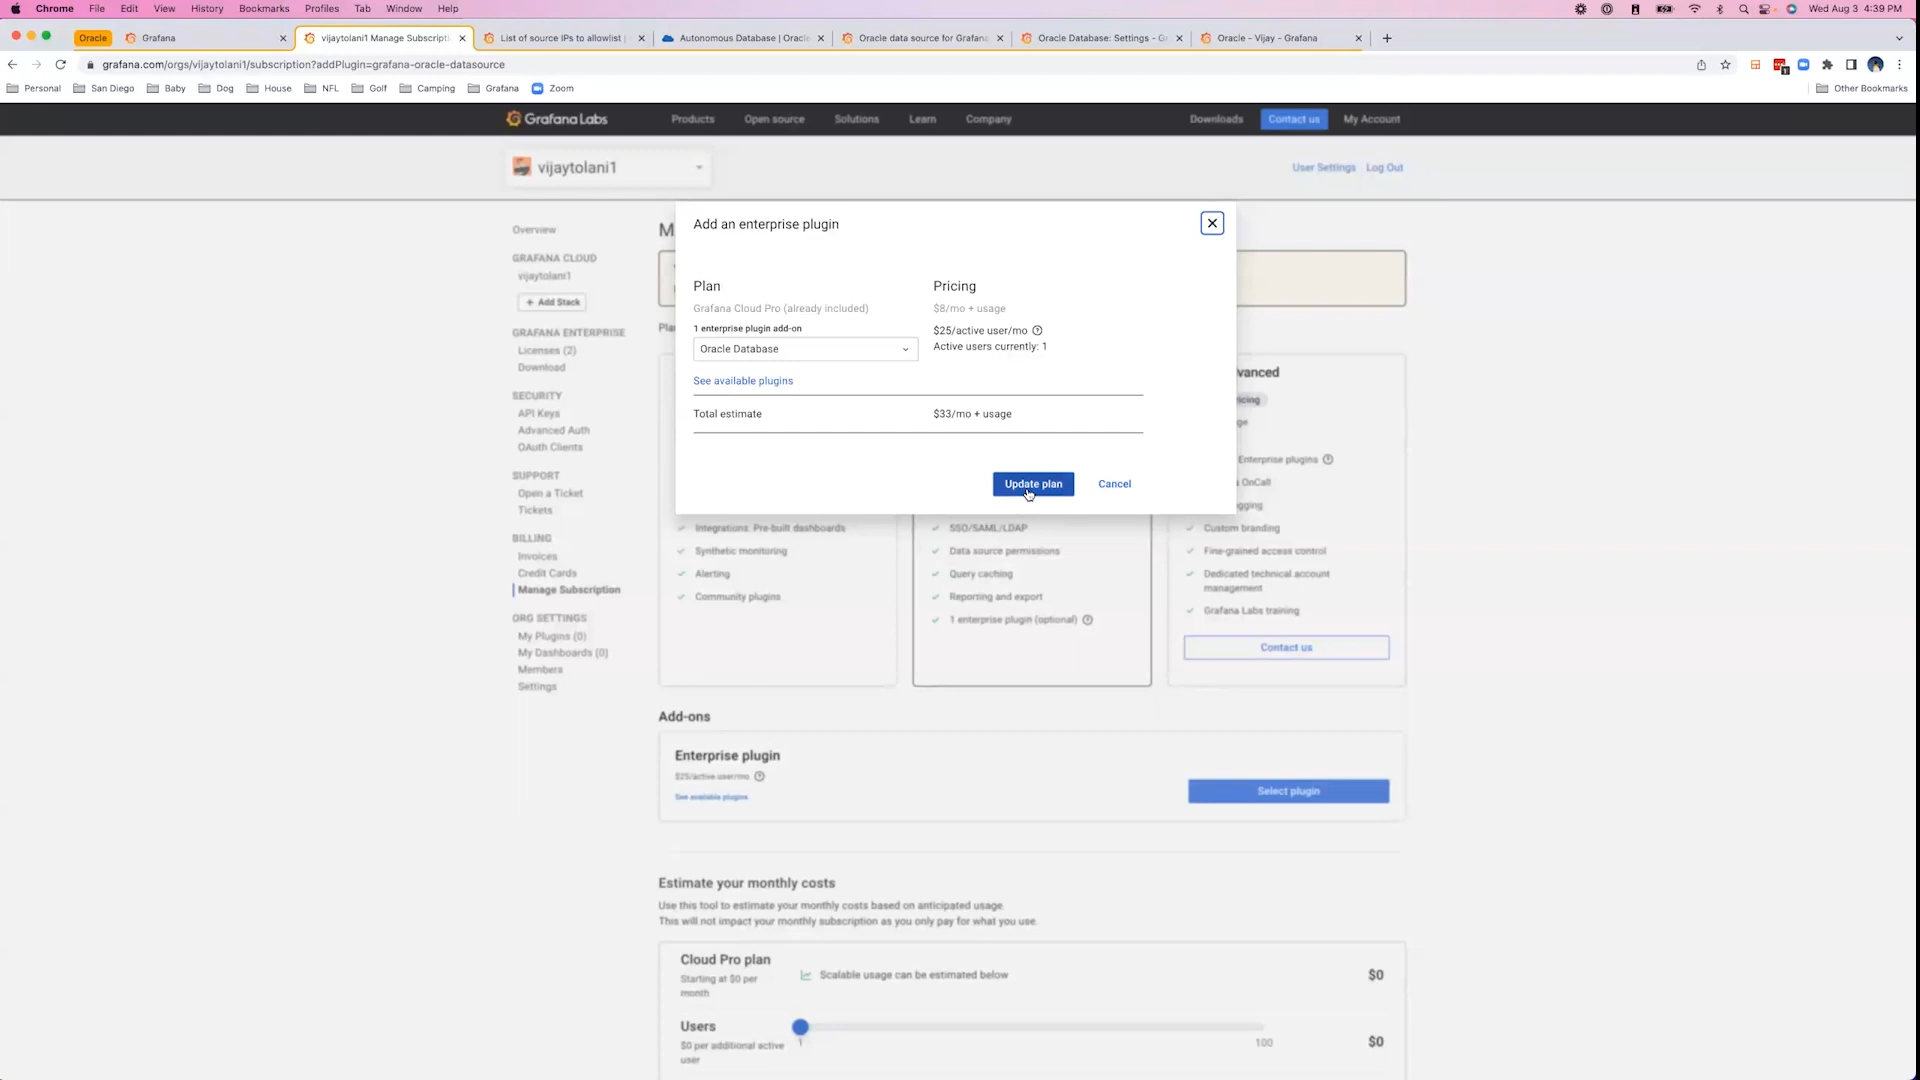 Chrome File Edit View History Bookmarks Profiles Tab Window Help Wed Aug 3 4:39 PM
Oracle Grafana vijaytolani1 Manage Subscripti List of source IPs to allowlist | Autonomous Database | Oracle Oracle data source for Grafana Oracle Database: Settings - G Oracle - Vijay - Grafana
grafana.com/orgs/vijaytolani1/subscription?addPlugin=grafana-oracle-datasource
Personal San Diego Baby Dog House NFL Golf Camping Grafana Zoom Other Bookmarks
Grafana Labs Products Open source Solutions Learn Company Downloads Contact us My Account
vijaytolani1 User Settings Log Out
Overview
GRAFANA CLOUD
vijaytolani1
+ Add Stack
GRAFANA ENTERPRISE
Licenses (2)
Download
SECURITY
API Keys
Advanced Auth
OAuth Clients
SUPPORT
Open a Ticket
Tickets
BILLING
Invoices
Credit Cards
Manage Subscription
ORG SETTINGS
My Plugins (0)
My Dashboards (0)
Members
Settings
Add an enterprise plugin
Plan Pricing
Grafana Cloud Pro (already included) $8/mo + usage
1 enterprise plugin add-on $25/active user/mo
Oracle Database Active users currently: 1
See available plugins
Total estimate $33/mo + usage
Update plan Cancel
Integrations: Pre-built dashboards
Synthetic monitoring
Alerting
Community plugins
SSO/SAML/LDAP
Data source permissions
Query caching
Reporting and export
1 enterprise plugin (optional)
vanced
Enterprise plugins
OnCall
Custom branding
Fine-grained access control
Dedicated technical account
management
Grafana Labs training
Contact us
Add-ons
Enterprise plugin
$25/active user/mo
See available plugins
Select plugin
Estimate your monthly costs
Use this tool to estimate your monthly costs based on anticipated usage.
This will not impact your monthly subscription as you only pay for what you use.
Cloud Pro plan
Starting at $0 per
month
Scalable usage can be estimated below $0
Users
$0 per additional active
user
1 100 $0